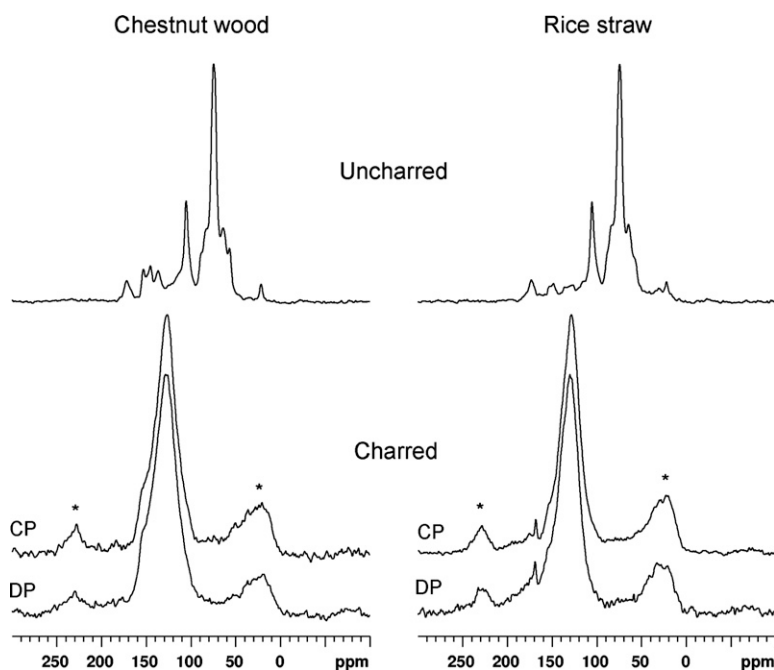 Chestnut wood
Rice straw
Uncharred
Charred
* *
* *
CP
CP
DP
DP
250 200 150 100 50 0 ppm
250 200 150 100 50 0 ppm